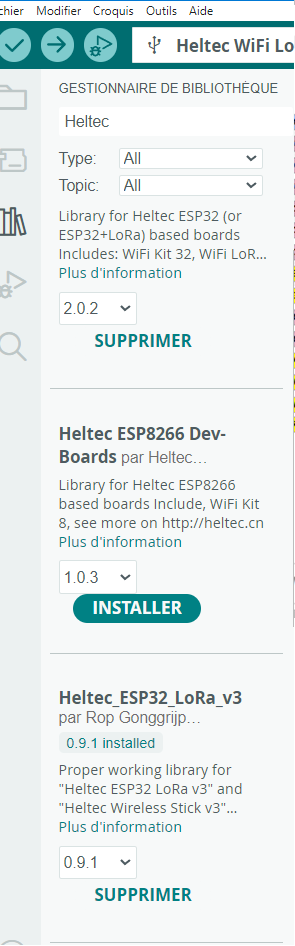 chier Modifier Croquis Outils Aide
Heltec WiFi Lo
GESTIONNAIRE DE BIBLIOTHÈQUE
Heltec
Type: All
Topic: All
Library for Heltec ESP32 (or
ESP32+LoRa) based boards
Includes: WiFi Kit 32, WiFi LoR...
Plus d'information
2.0.2
SUPPRIMER
Heltec ESP8266 Dev-
Boards par Heltec...
Library for Heltec ESP8266
based boards Include, WiFi Kit
8, see more on http://heltec.cn
Plus d'information
1.0.3
INSTALLER
Heltec_ESP32_LoRa_v3
par Rop Gonggrijp...
0.9.1 installed
Proper working library for
"Heltec ESP32 LoRa v3" and
"Heltec Wireless Stick v3"...
Plus d'information
0.9.1
SUPPRIMER